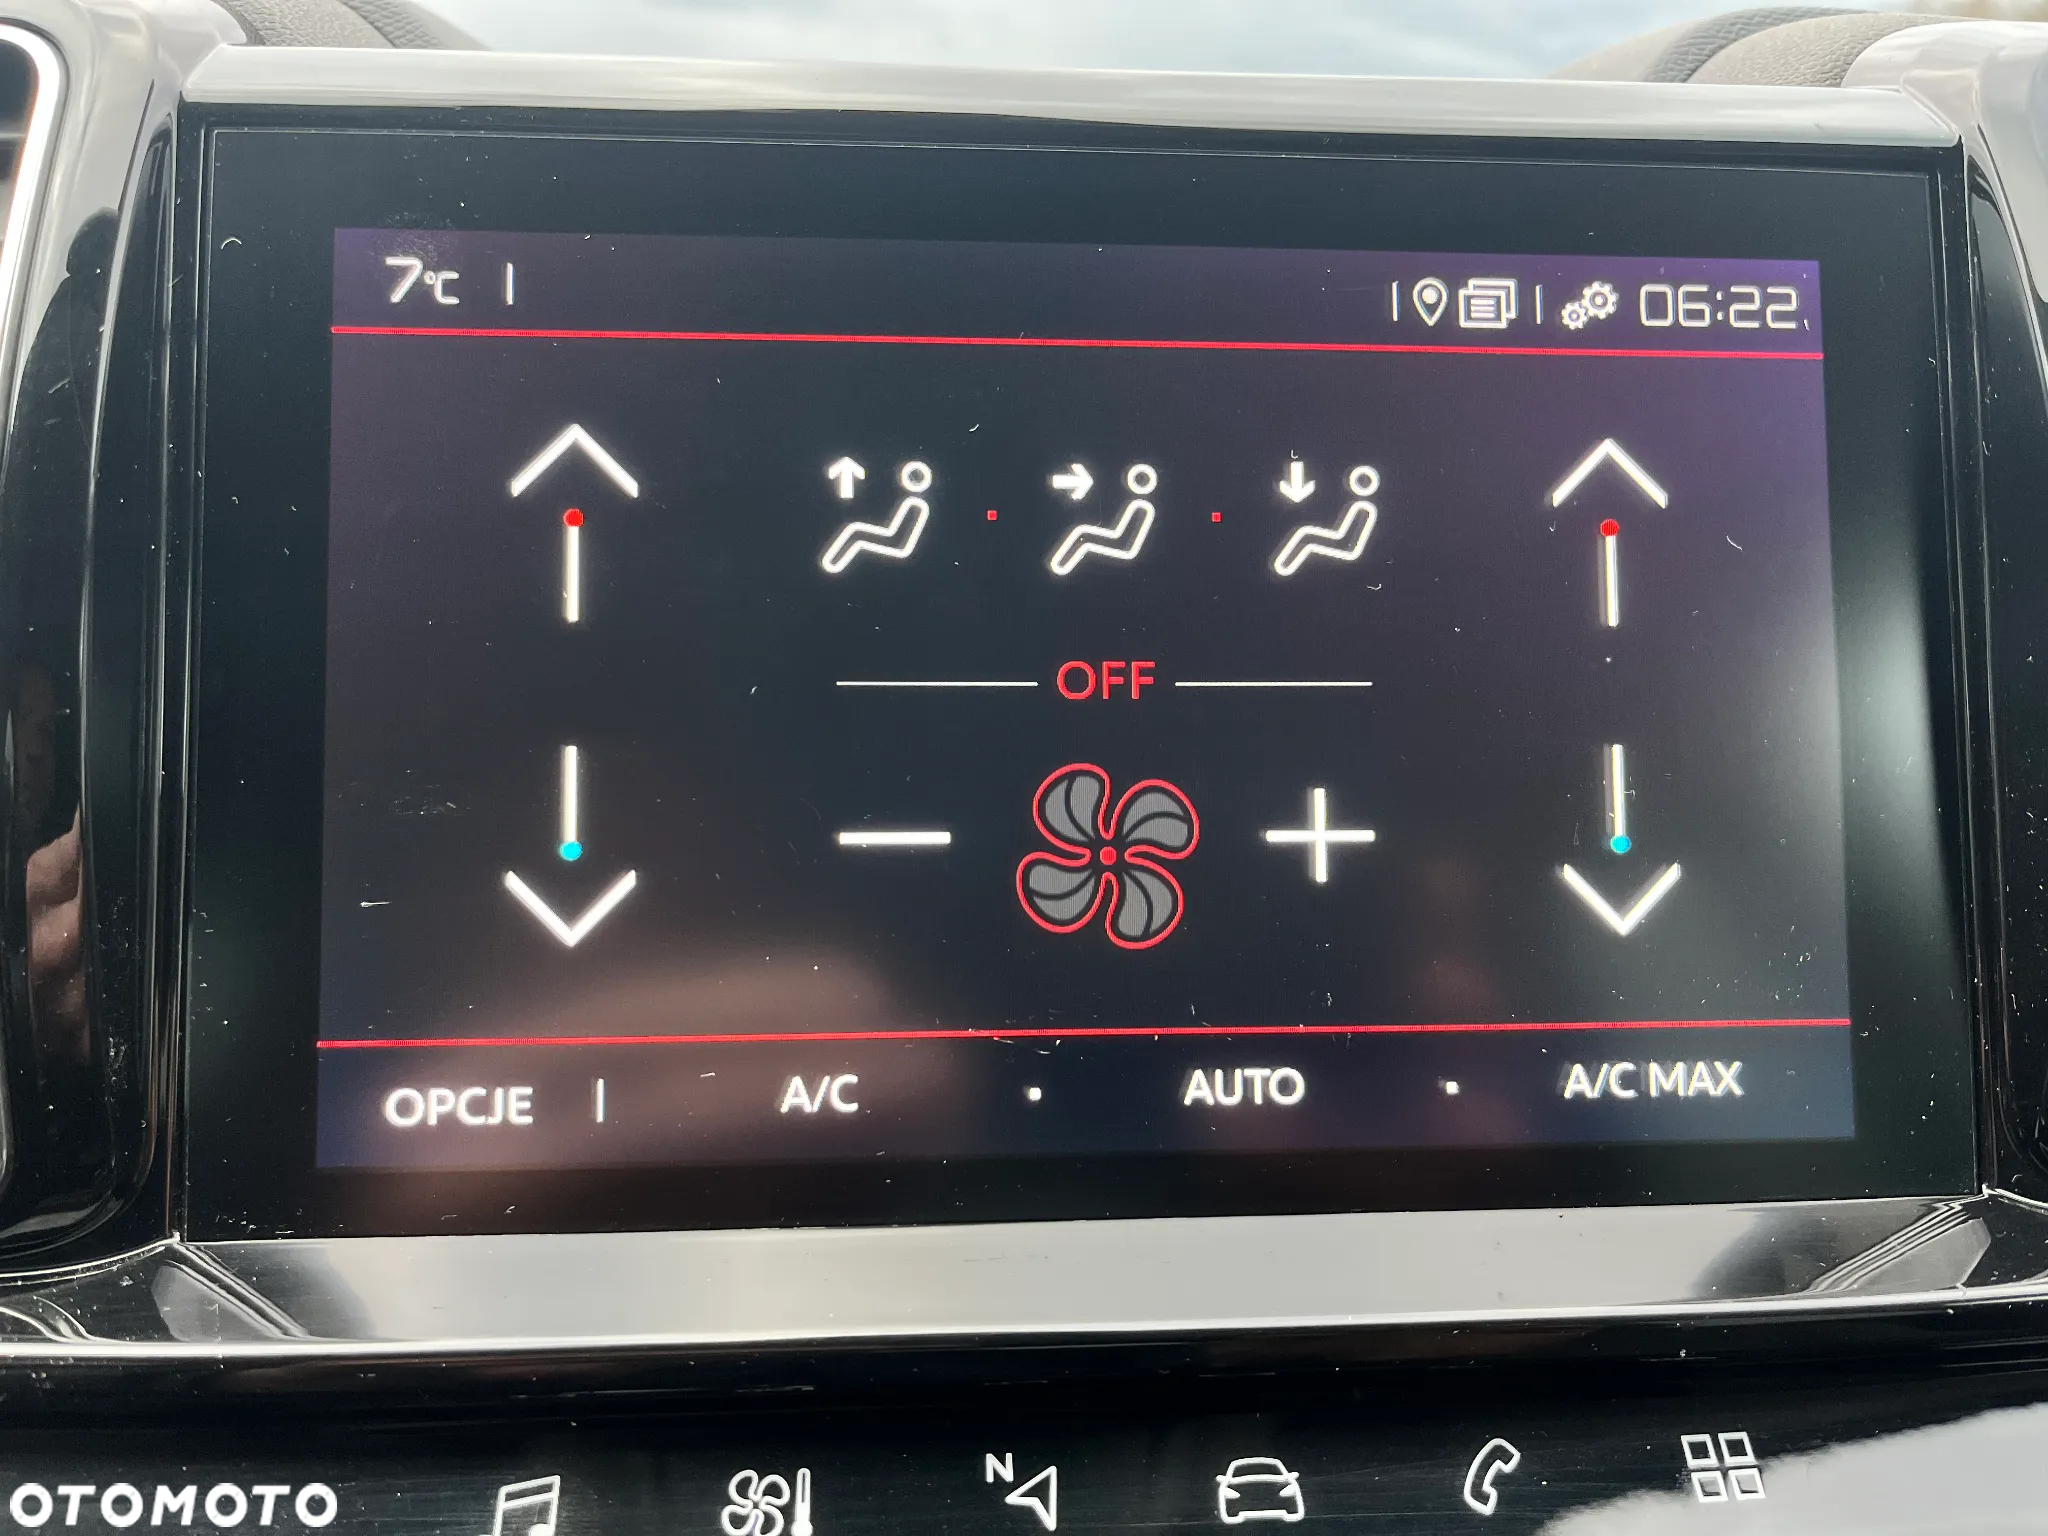 7°C
06:22
OFF
OPCJE A/C AUTO A/C MAX
N
OTOMOTO